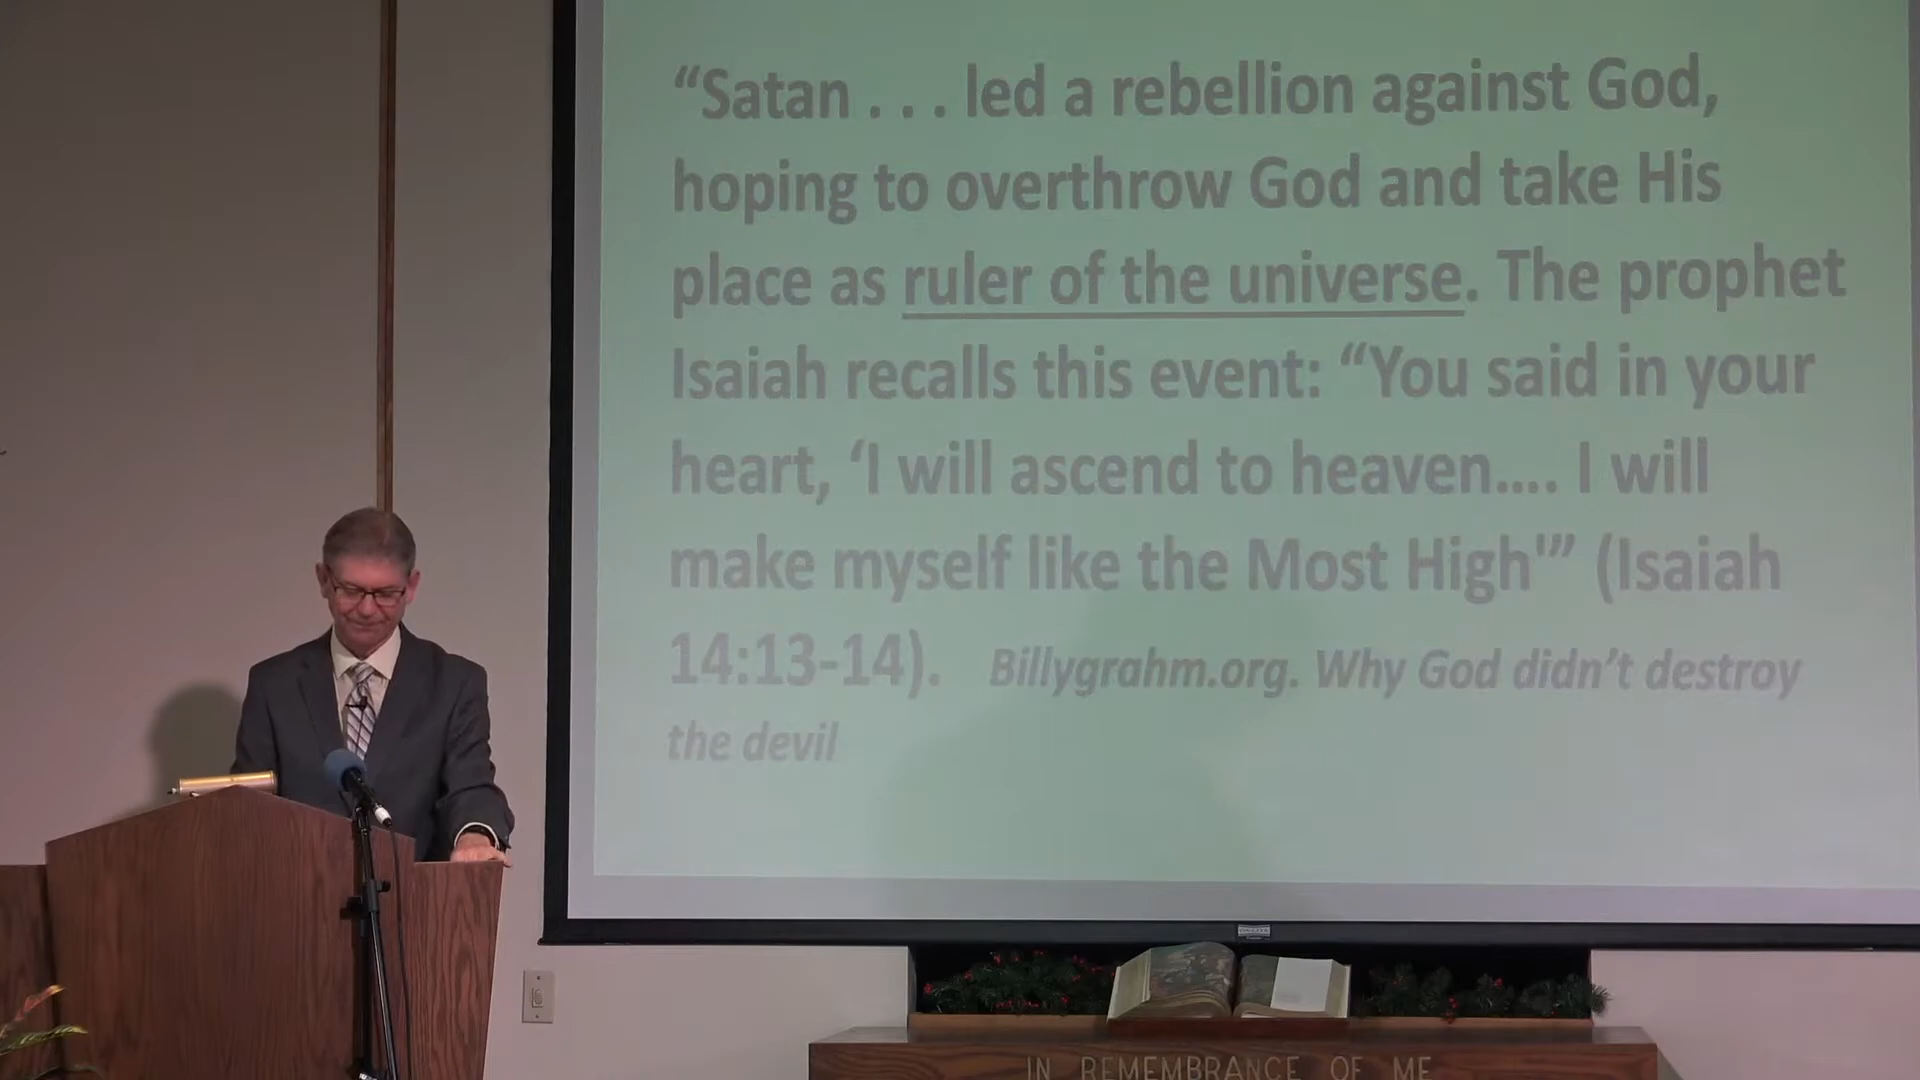 “Satan . . . led a rebellion against God,
hoping to overthrow God and take His
place as ruler of the universe. The prophet
Isaiah recalls this event: “You said in your
heart, ‘I will ascend to heaven.... I will
make myself like the Most High'” (Isaiah
14:13-14). Billygrahm.org. Why God didn’t destroy
the devil
IN REMEMBRANCE OF ME